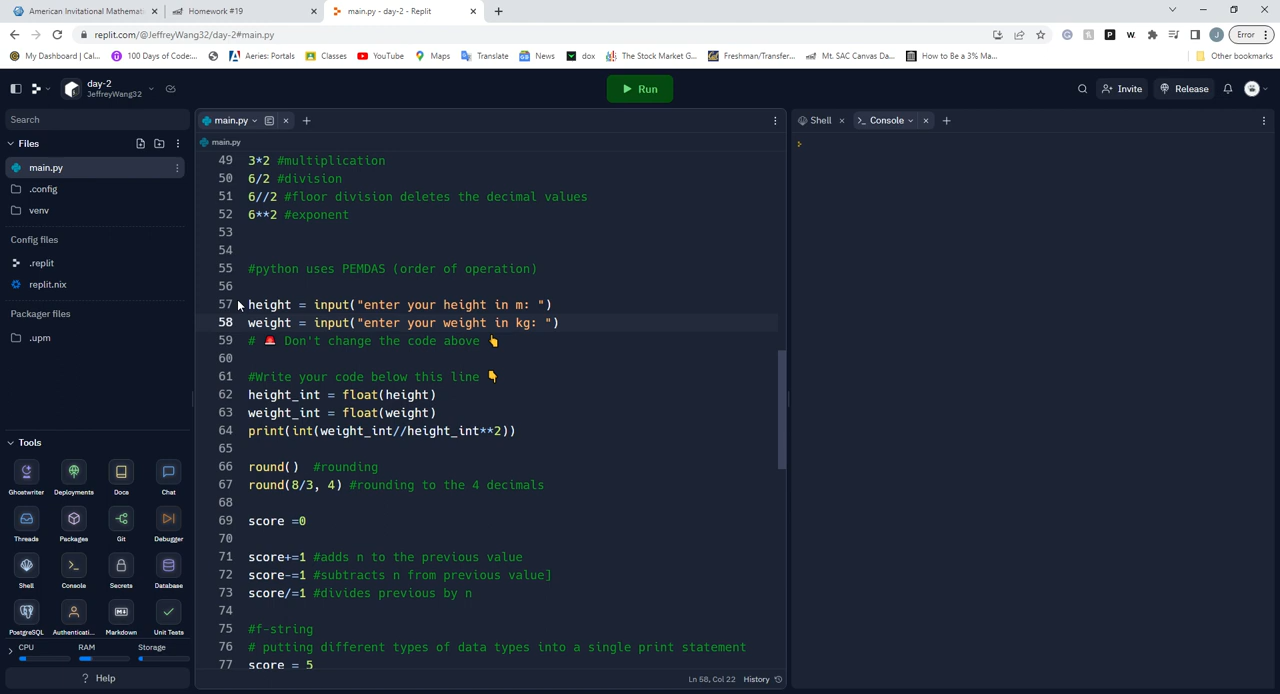 American Invitational Mathemati
Homework #19
main.py - day-2 - Replit
replit.com/@JeffreyWang32/day-2#main.py
Error
My Dashboard | Cal...
100 Days of Code:...
Aeries: Portals
Classes
YouTube
Maps
Translate
News
dox
The Stock Market G...
Freshman/Transfer...
Mt. SAC Canvas Da...
How to Be a 3% Ma...
Other bookmarks
day-2
JeffreyWang32
Run
Invite
Release
Search
main.py
Shell
Console
Files
main.py
main.py
.config
venv
Config files
.replit
replit.nix
Packager files
.upm
49 3*2 #multiplication
50 6/2 #division
51 6//2 #floor division deletes the decimal values
52 6**2 #exponent
53
54
55 #python uses PEMDAS (order of operation)
56
57 height = input("enter your height in m: ")
58 weight = input("enter your weight in kg: ")
59 # 🚨 Don't change the code above 👆
60
61 #Write your code below this line 👇
62 height_int = float(height)
63 weight_int = float(weight)
64 print(int(weight_int//height_int**2))
65
66 round()  #rounding
67 round(8/3, 4) #rounding to the 4 decimals
68
69 score =0
70
71 score+=1 #adds n to the previous value
72 score-=1 #subtracts n from previous value]
73 score/=1 #divides previous by n
74
75 #f-string
76 # putting different types of data types into a single print statement
77 score = 5
Tools
Ghostwriter
Deployments
Docs
Chat
Threads
Packages
Git
Debugger
Shell
Console
Secrets
Database
PostgreSQL
Authenticati...
Markdown
Unit Tests
CPU
RAM
Storage
? Help
Ln 58, Col 22
History